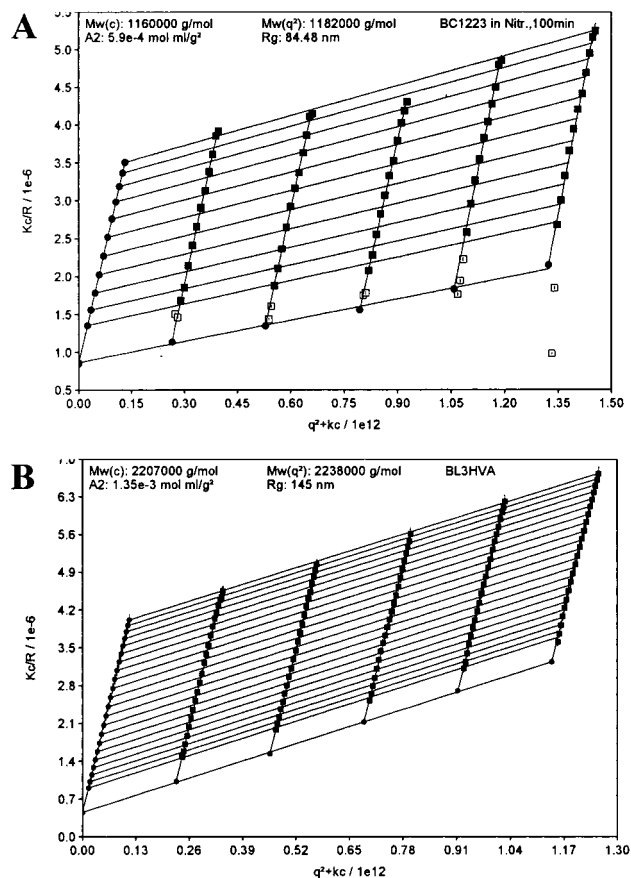 A
Mw(c): 1160000 g/mol Mw(q²): 1182000 g/mol BC1223 in Nitr.,100min
A2: 5.9e-4 mol ml/g² Rg: 84.48 nm
Kc/R / 1e-6
5.5
5.0
4.5
4.0
3.5
3.0
2.5
2.0
1.5
1.0
0.5
0.00 0.15 0.30 0.45 0.60 0.75 0.90 1.05 1.20 1.35 1.50
q²+kc / 1e12
B
Mw(c): 2207000 g/mol Mw(q²): 2238000 g/mol BL3HVA
A2: 1.35e-3 mol ml/g² Rg: 145 nm
Kc/R / 1e-6
7.0
6.3
5.6
4.9
4.2
3.5
2.8
2.1
1.4
0.7
0.0
0.00 0.13 0.26 0.39 0.52 0.65 0.78 0.91 1.04 1.17 1.30
q²+kc / 1e12